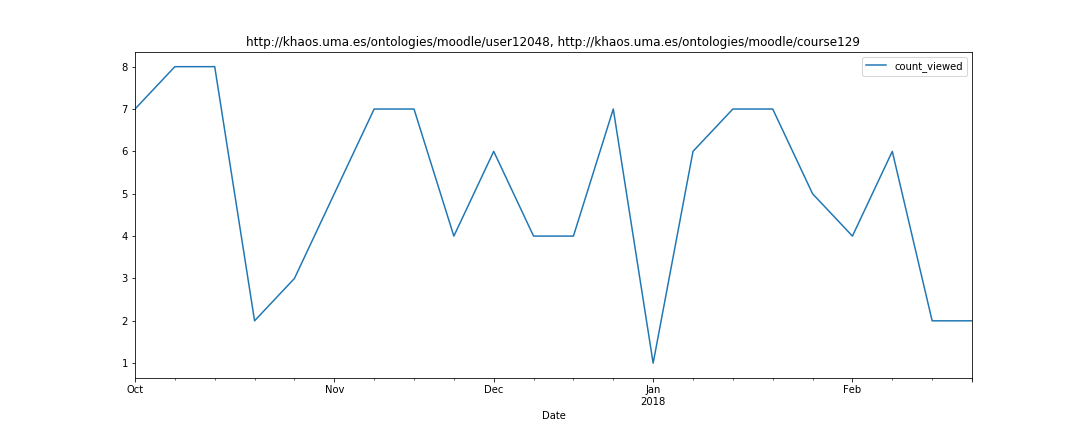 http://khaos.uma.es/ontologies/moodle/user12048, http://khaos.uma.es/ontologies/moodle/course129
count_viewed
8
7
6
5
4
3
2
1
Oct Nov Dec Jan Feb
2018
Date